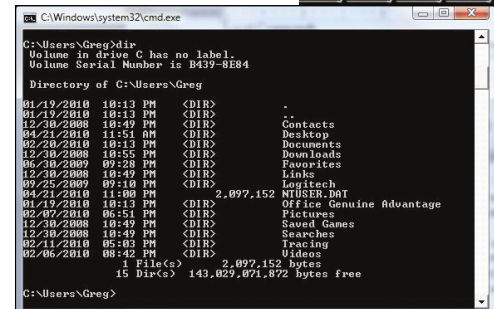 C:\Windows\system32\cmd.exe
C:\Users\Greg>dir
Volume in drive C has no label.
Volume Serial Number is B439-8E84
Directory of C:\Users\Greg
01/19/2010 10:13 PM <DIR> .
01/19/2010 10:13 PM <DIR> ..
12/30/2008 10:49 PM <DIR> Contacts
04/21/2010 11:51 AM <DIR> Desktop
02/20/2010 10:13 PM <DIR> Documents
12/30/2008 10:55 PM <DIR> Downloads
06/30/2009 09:28 PM <DIR> Favorites
12/30/2008 10:49 PM <DIR> Links
09/25/2009 09:10 PM <DIR> Logitech
04/21/2010 11:00 PM 2,097,152 NTUSER.DAT
01/19/2010 10:13 PM <DIR> Office Genuine Advantage
02/07/2010 06:51 PM <DIR> Pictures
12/30/2008 10:49 PM <DIR> Saved Games
12/30/2008 10:49 PM <DIR> Searches
02/11/2010 05:03 PM <DIR> Tracing
02/06/2010 08:42 PM <DIR> Videos
1 File(s) 2,097,152 bytes
15 Dir(s) 143,029,071,872 bytes free
C:\Users\Greg>